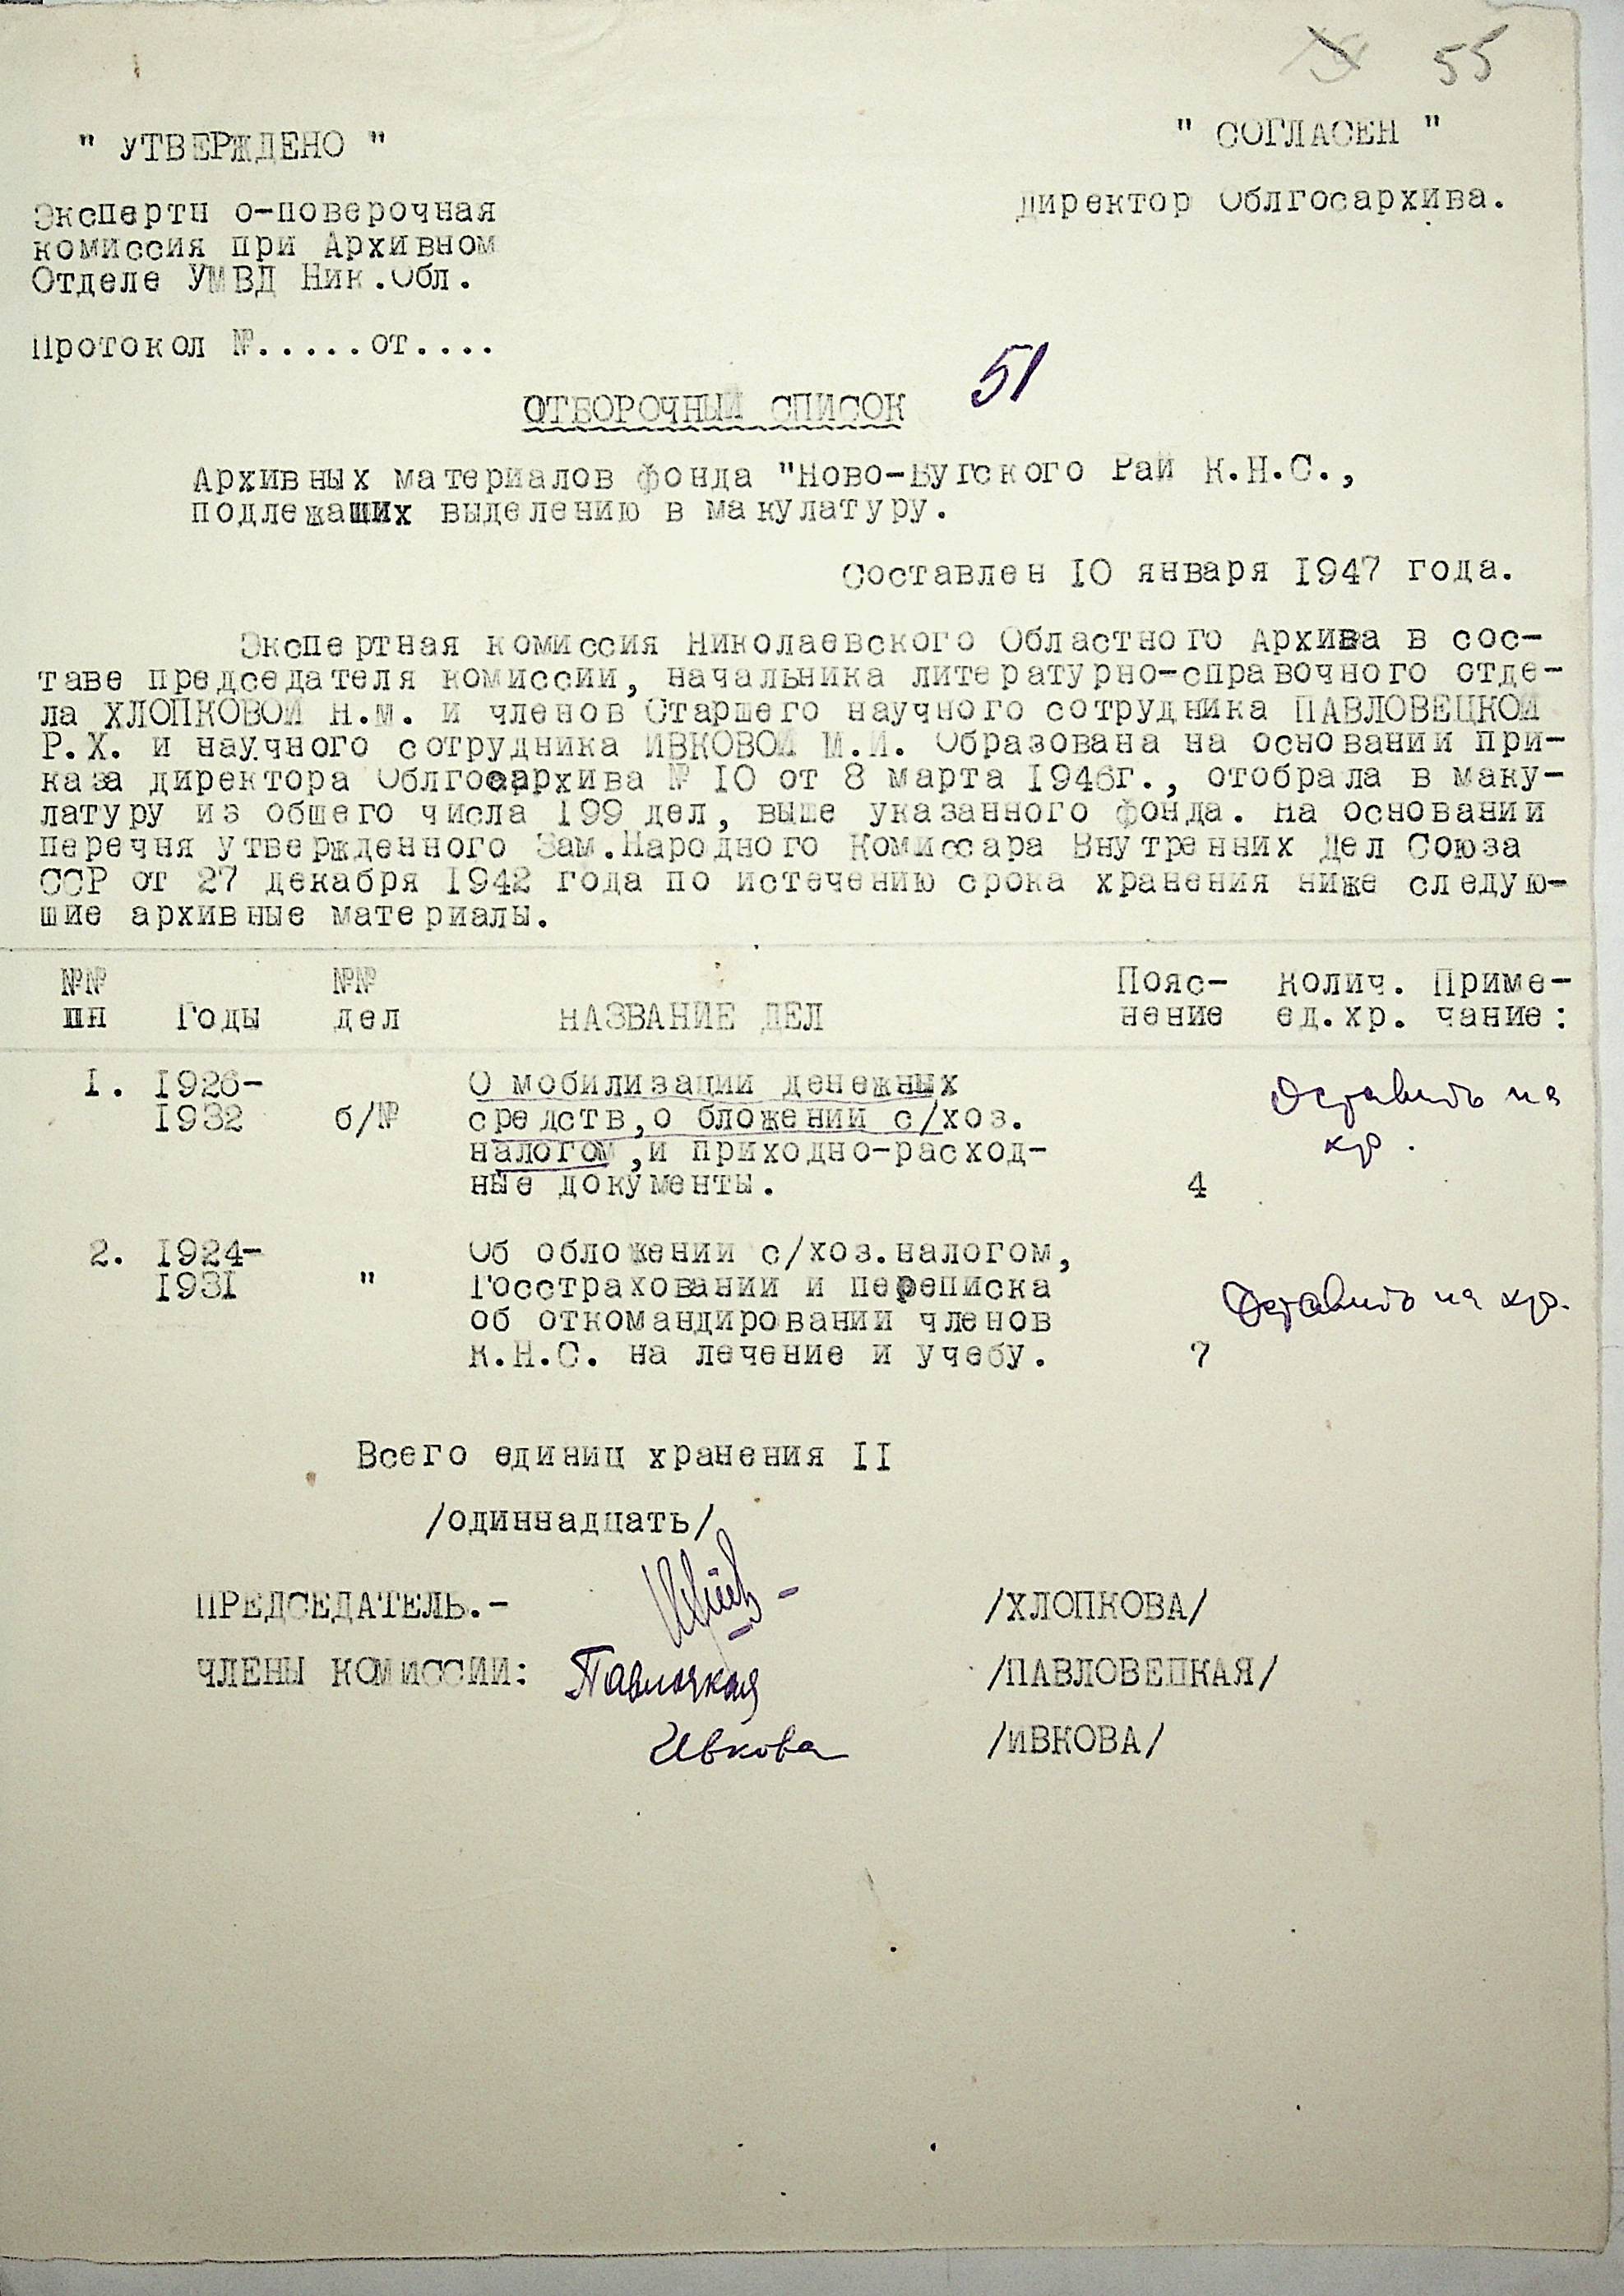 55
" УТВЕРЖДЕНО "
" СОГЛАСЕН "
Экспертн о-поверочная
комиссия при Архивном
Отделе УМВД Ник.Обл.
Директор Облгосархива.
Протокол №.....от....
51
ОТБОРОЧНЫЙ СПИСОК
Архивных материалов фонда "Ново-Бугского Рай К.Н.С.,
подлежащих выделению в макулатуру.
Составлен 10 января 1947 года.
Экспертная комиссия Николаевского Областного Архива в сос-
таве председателя комиссии, начальника литературно-справочного отде-
ла ХЛОПКОВОЙ Н.М. и членов Старшего научного сотрудника ПАВЛОВЕЦКОЙ
Р.Х. и научного сотрудника ИВКОВОЙ М.И. Образована на основании при-
каза директора Облгосархива № 10 от 8 марта 1946г., отобрала в маку-
латуру из обшего числа 199 дел, выше указанного фонда. На основании
перечня утвержденного Зам.Народного Комиссара Внутренних Дел Союза
ССР от 27 декабря 1942 года по истечению срока хранения ниже следую-
шие архивные материалы.
№№ №№ Пояс- Колич. Приме-
пп Годы дел НАЗВАНИЕ ДЕЛ нение ед.хр. чание:
1. 1926- О мобилизации денежных
1932 б/№ средств,о бложении с/хоз.
налогом,и приходно-расход-
ные документы. 4
Оставить на
хр.
2. 1924- Об обложении с/хоз.налогом,
1931 " Госстраховании и переписка
об откомандировании членов
К.Н.С. на лечение и учебу. 7
Оставить на хр.
Всего единиц хранения II
/одиннадцать/
ПРЕДСЕДАТЕЛЬ.- /ХЛОПКОВА/
ЧЛЕНЫ КОМИССИИ: /ПАВЛОВЕЦКАЯ/
Ивкова /ИВКОВА/